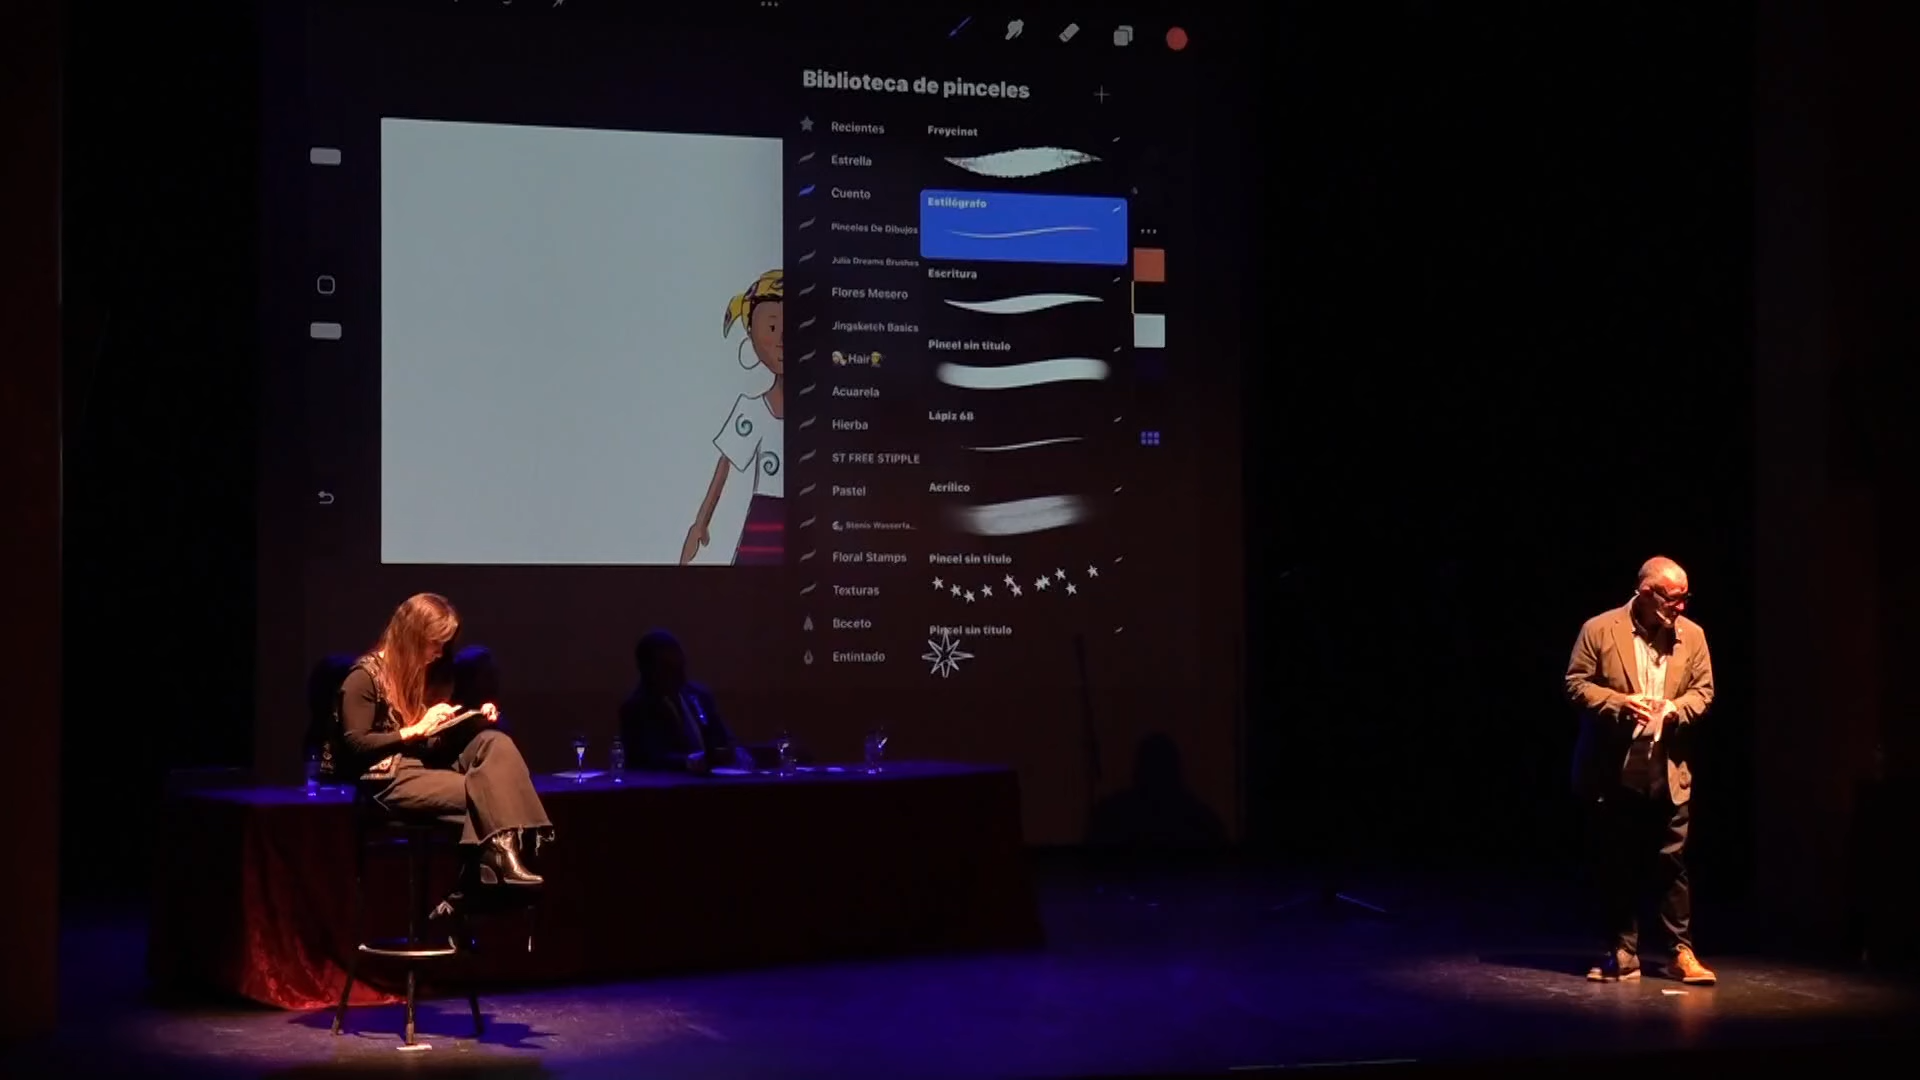 Biblioteca de pinceles
Recientes
Estrella
Cuento
Pinceles De Dibujos
Julia Dreams Brushes
Flores Mesero
Jingsketch Basics
Hair
Acuarela
Hierba
ST FREE STIPPLE
Pastel
Floral Stamps
Texturas
Boceto
Entintado
Freycinet
Estilógrafo
Escritura
Pincel sin título
Lápiz 6B
Acrílico
Pincel sin título
Pincel sin título